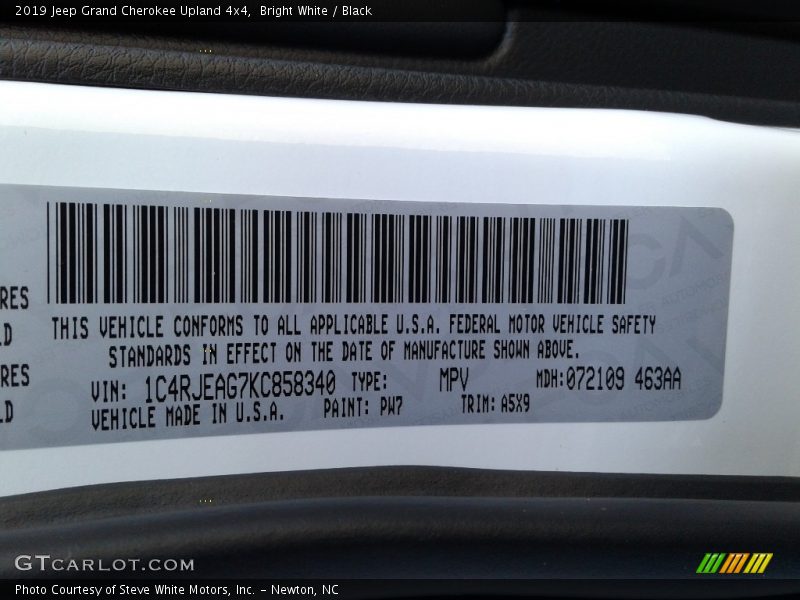 2019 Jeep Grand Cherokee Upland 4x4, Bright White / Black
RES
THIS VEHICLE CONFORMS TO ALL APPLICABLE U.S.A. FEDERAL MOTOR VEHICLE SAFETY
LD
STANDARDS IN EFFECT ON THE DATE OF MANUFACTURE SHOWN ABOVE.
RES
VIN: 1C4RJEAG7KC858340 TYPE: MPV MDH:072109 463AA
LD
VEHICLE MADE IN U.S.A. PAINT: PW7 TRIM: A5X9
GTCARLOT.COM
Photo Courtesy of Steve White Motors, Inc. – Newton, NC